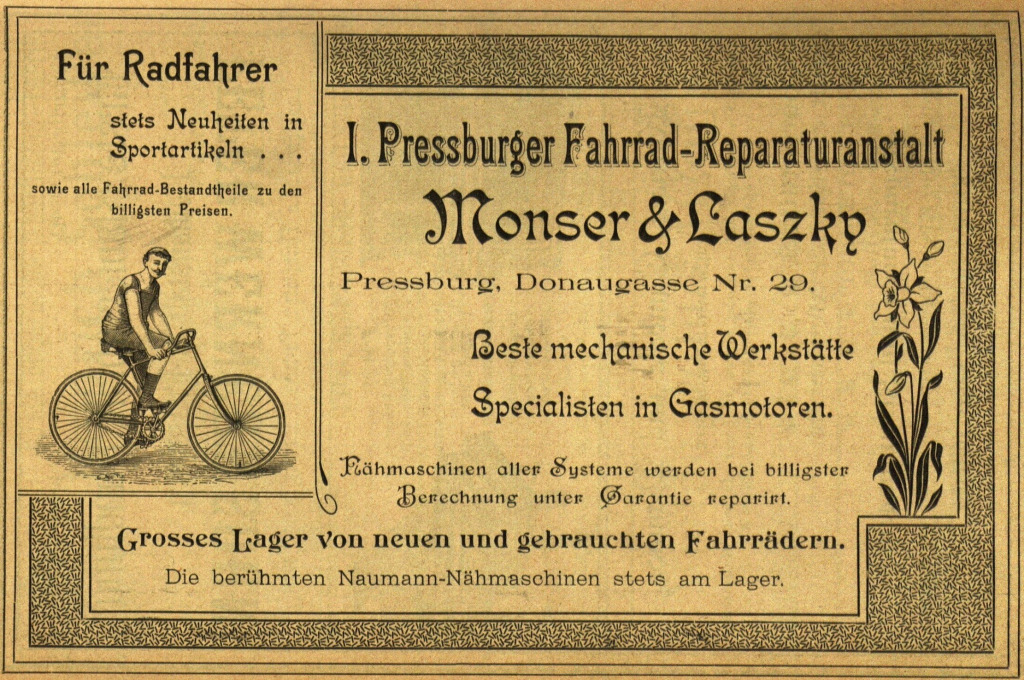 Für Radfahrer
stets Neuheiten in
Sportartikeln . . .
sowie alle Fahrrad-Bestandtheile zu den
billigsten Preisen.
I. Pressburger Fahrrad-Reparaturanstalt
Monser & Laszky
Pressburg, Donaugasse Nr. 29.
Beste mechanische Werkstätte
Specialisten in Gasmotoren.
Nähmaschinen aller Systeme werden bei billigster
Berechnung unter Garantie reparirt.
Grosses Lager von neuen und gebrauchten Fahrrädern.
Die berühmten Naumann-Nähmaschinen stets am Lager.